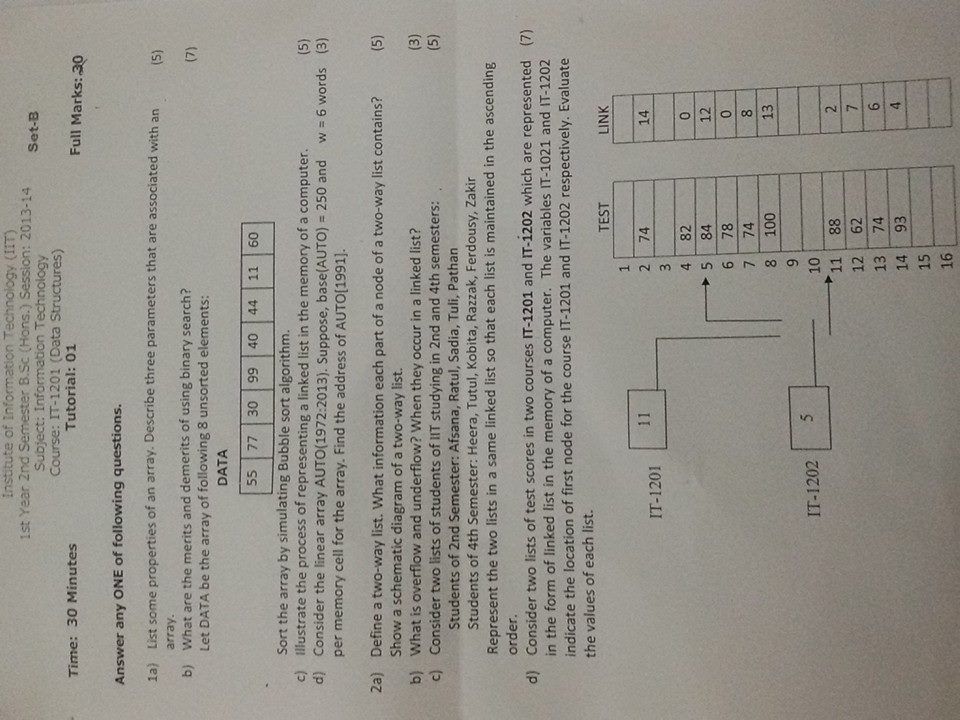 Institute of Information Technology (IIT)
1st Year 2nd Semester B.Sc (Hons.) Session: 2013-14
Subject: Information Technology Set-B
Course: IT-1201 (Data Structures)
Time: 30 Minutes Tutorial: 01 Full Marks: 20
Answer any ONE of following questions.
1a) List some properties of an array. Describe three parameters that are associated with an (5)
array.
b) What are the merits and demerits of using binary search? (7)
Let DATA be the array of following 8 unsorted elements:
DATA
55 77 30 99 40 44 11 60
Sort the array by simulating Bubble sort algorithm.
c) Illustrate the process of representing a linked list in the memory of a computer. (5)
d) Consider the linear array AUTO(1972:2013). Suppose, base(AUTO) = 250 and w = 6 words (3)
per memory cell for the array. Find the address of AUTO[1991].
2a) Define a two-way list. What information each part of a node of a two-way list contains? (5)
Show a schematic diagram of a two-way list.
b) What is overflow and underflow? When they occur in a linked list? (3)
c) Consider two lists of students of IIT studying in 2nd and 4th semesters: (5)
Students of 2nd Semester: Afsana, Ratul, Sadia, Tuli, Pathan
Students of 4th Semester: Heera, Tutul, Kobita, Razzak, Ferdousy, Zakir
Represent the two lists in a same linked list so that each list is maintained in the ascending
order.
d) Consider two lists of test scores in two courses IT-1201 and IT-1202 which are represented (7)
in the form of linked list in the memory of a computer. The variables IT-1021 and IT-1202
indicate the location of first node for the course IT-1201 and IT-1202 respectively. Evaluate
the values of each list.
TEST LINK
IT-1201 11
IT-1202 5
1
2 74 14
3
4 82 0
5 84 12
6 78 0
7 74 8
8 100 13
9
10
11 88 2
12 62 7
13 74 6
14 93 4
15
16